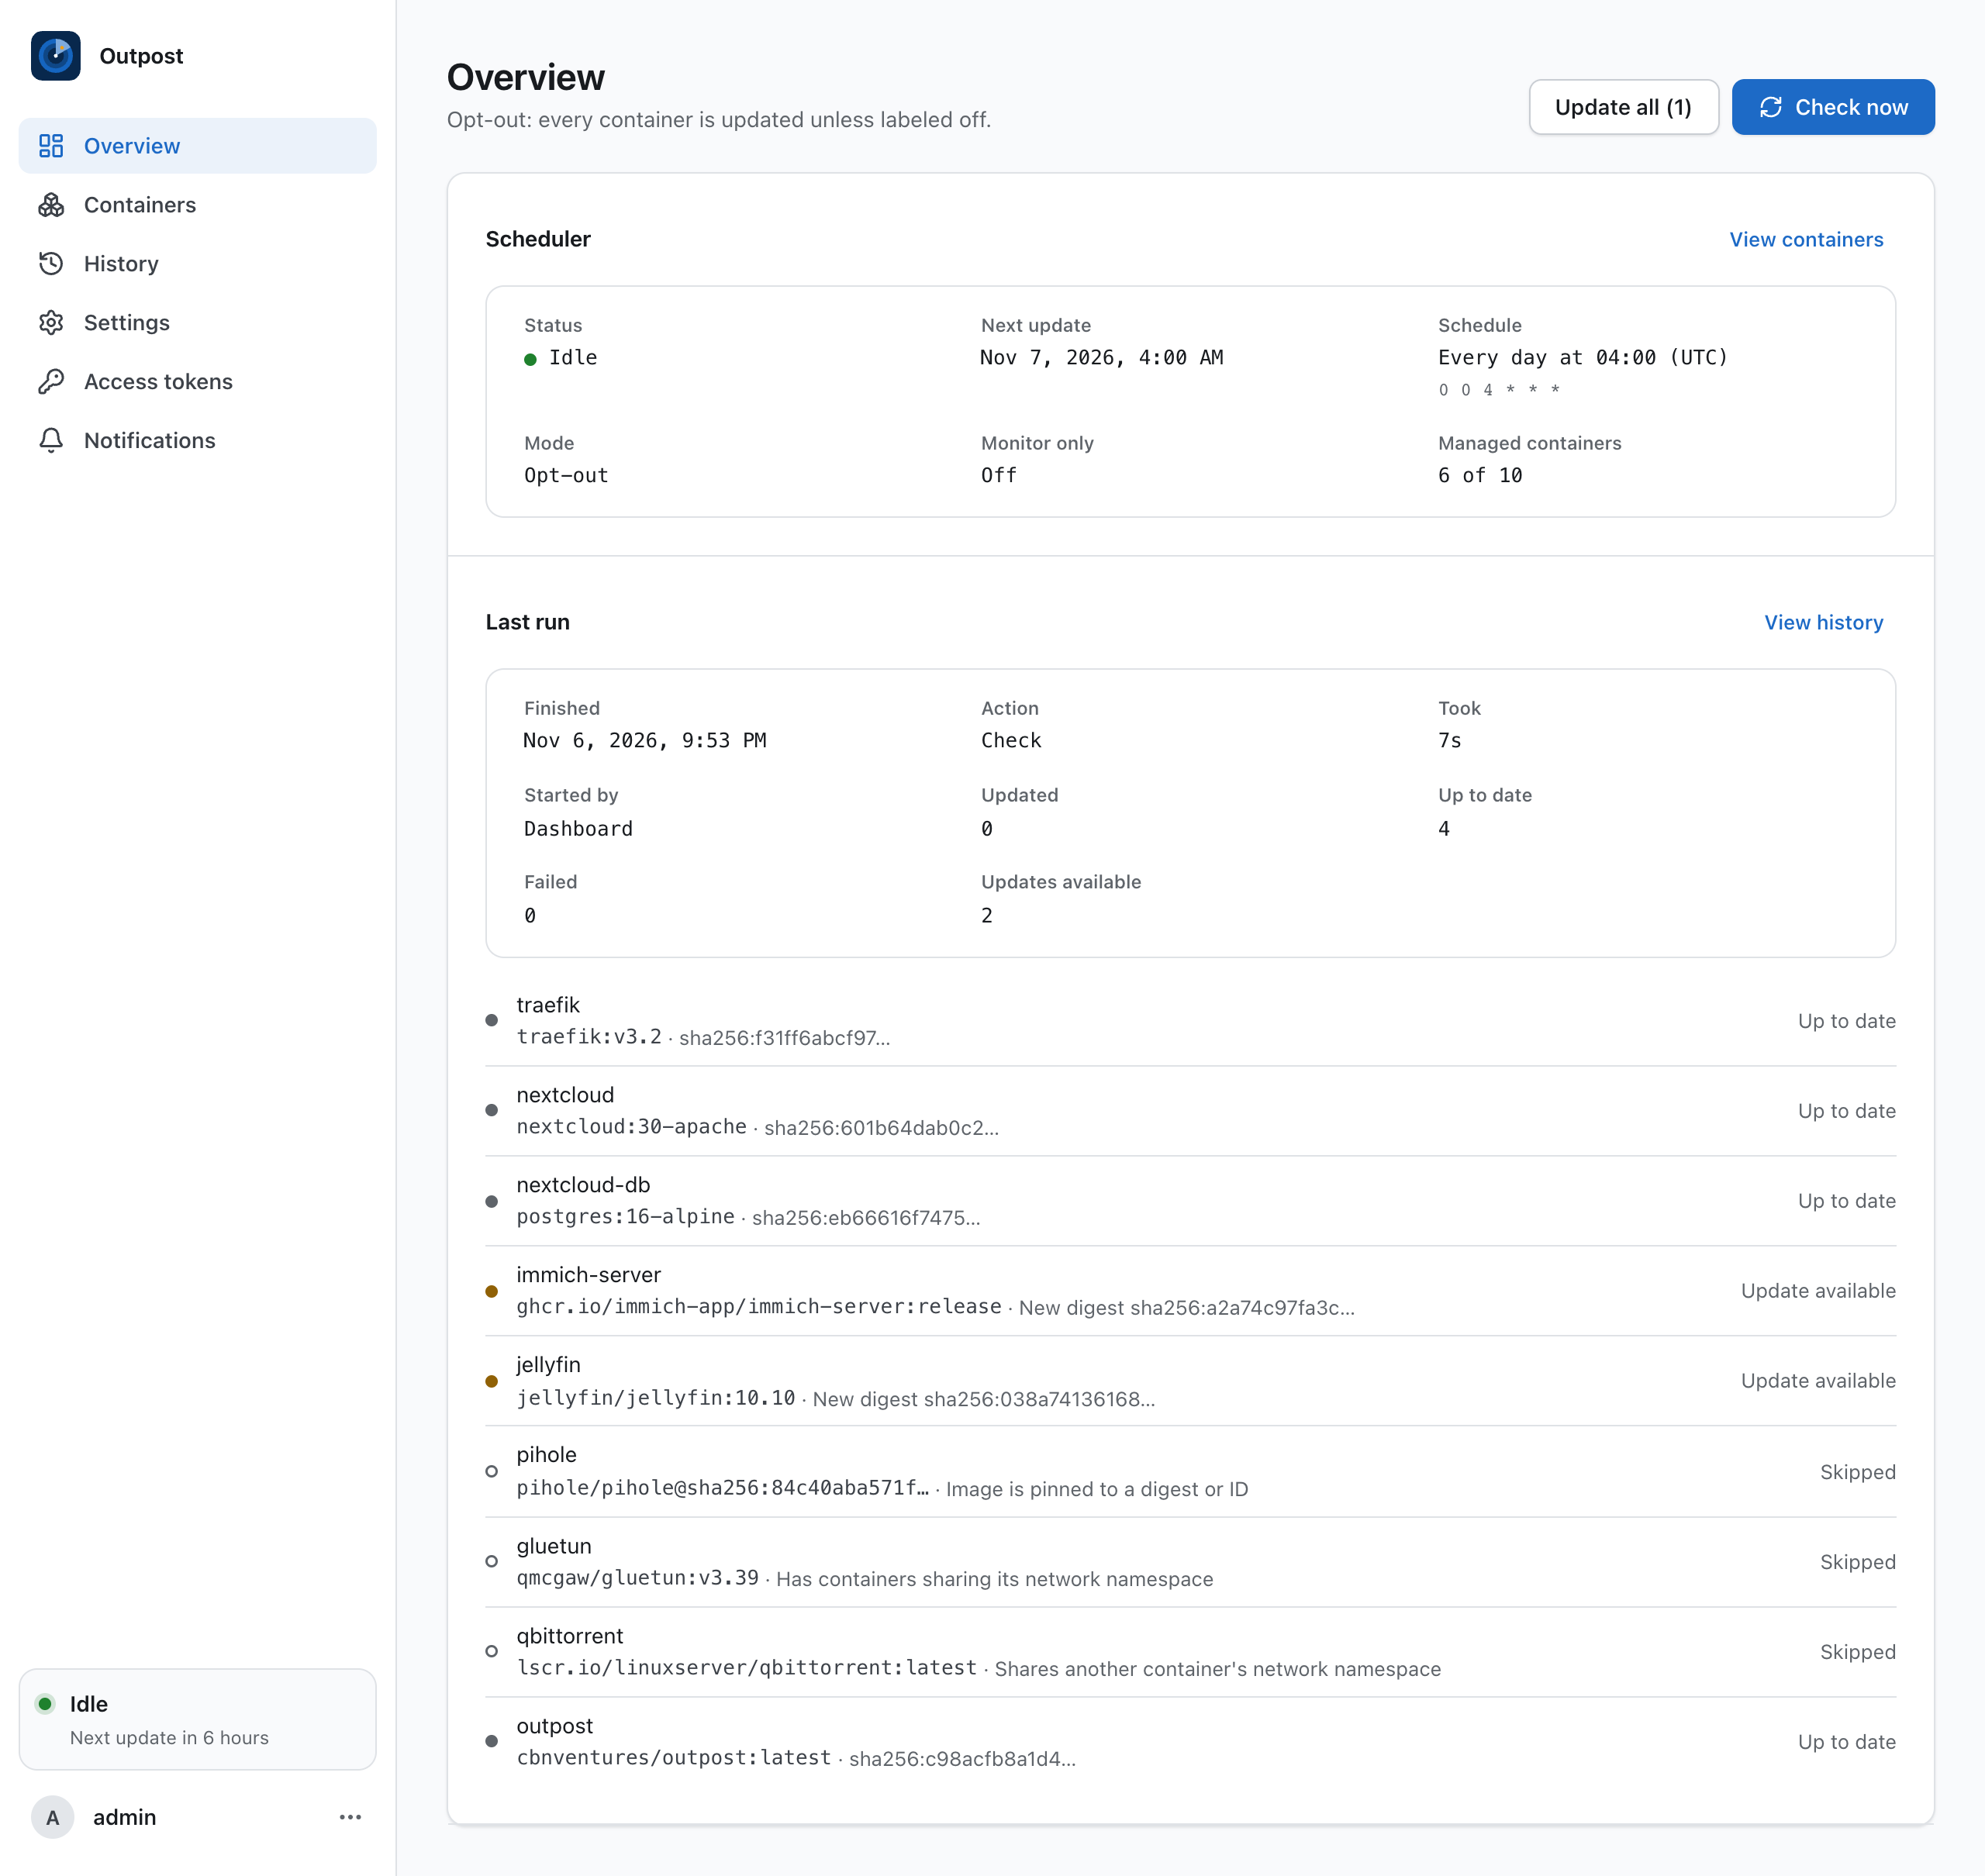 Outpost
Overview
Containers
History
Settings
Access tokens
Notifications
Idle
Next update in 6 hours
A
admin
Overview
Opt-out: every container is updated unless labeled off.
Update all (1)
Check now
Scheduler
View containers
Status
Idle
Next update
Nov 7, 2026, 4:00 AM
Schedule
Every day at 04:00 (UTC)
0 0 4 * * *
Mode
Opt-out
Monitor only
Off
Managed containers
6 of 10
Last run
View history
Finished
Nov 6, 2026, 9:53 PM
Action
Check
Took
7s
Started by
Dashboard
Updated
0
Up to date
4
Failed
0
Updates available
2
traefik
traefik:v3.2 · sha256:f31ff6abcf97…
Up to date
nextcloud
nextcloud:30-apache · sha256:601b64dab0c2…
Up to date
nextcloud-db
postgres:16-alpine · sha256:eb66616f7475…
Up to date
immich-server
ghcr.io/immich-app/immich-server:release · New digest sha256:a2a74c97fa3c…
Update available
jellyfin
jellyfin/jellyfin:10.10 · New digest sha256:038a74136168…
Update available
pihole
pihole/pihole@sha256:84c40aba571f… · Image is pinned to a digest or ID
Skipped
gluetun
qmcgaw/gluetun:v3.39 · Has containers sharing its network namespace
Skipped
qbittorrent
lscr.io/linuxserver/qbittorrent:latest · Shares another container's network namespace
Skipped
outpost
cbnventures/outpost:latest · sha256:c98acfb8a1d4…
Up to date